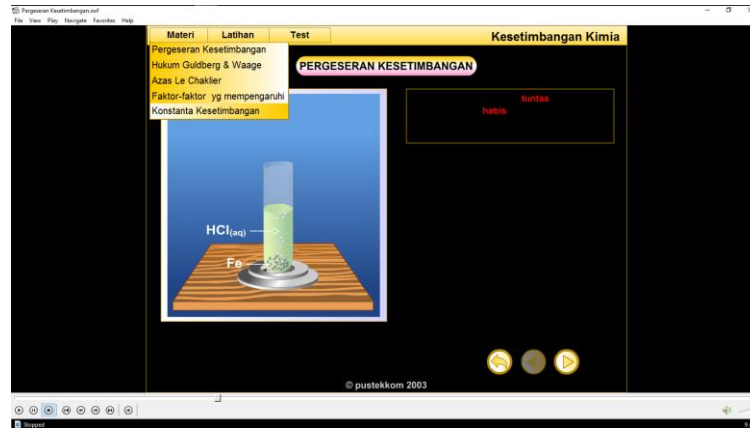 Pergeseran Kesetimbangan.swf
File View Play Navigate Favorites Help
Materi Latihan Test
Kesetimbangan Kimia
Pergeseran Kesetimbangan
Hukum Guldberg & Waage
Azas Le Chaklier
Faktor-faktor yg mempengaruhi
Konstanta Kesetimbangan
PERGESERAN KESETIMBANGAN
tuntas
habis
HCl(aq)
Fe
© pustekkom 2003
Stopped